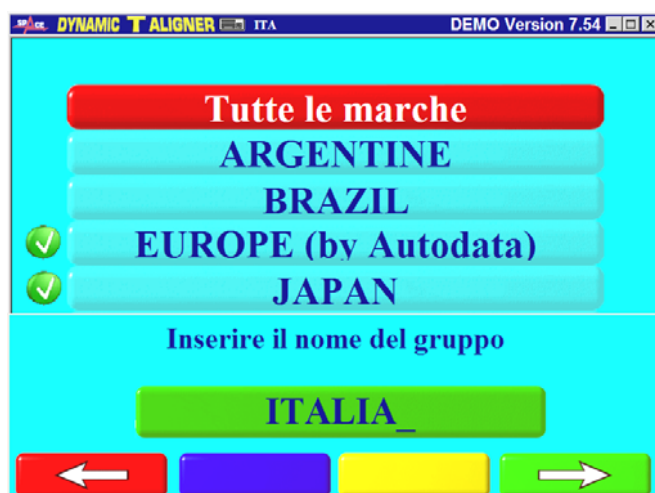 SPACE DYNAMIC T ALIGNER ITA DEMO Version 7.54
Tutte le marche
ARGENTINE
BRAZIL
EUROPE (by Autodata)
JAPAN
Inserire il nome del gruppo
ITALIA_